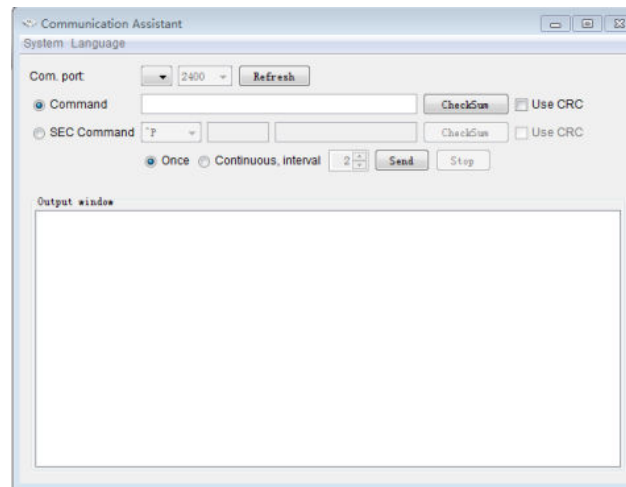 Communication Assistant
System Language
Com. port: 2400 Refresh
Command CheckSum Use CRC
SEC Command ^P CheckSum Use CRC
Once Continuous, interval 2 Send Stop
Output window